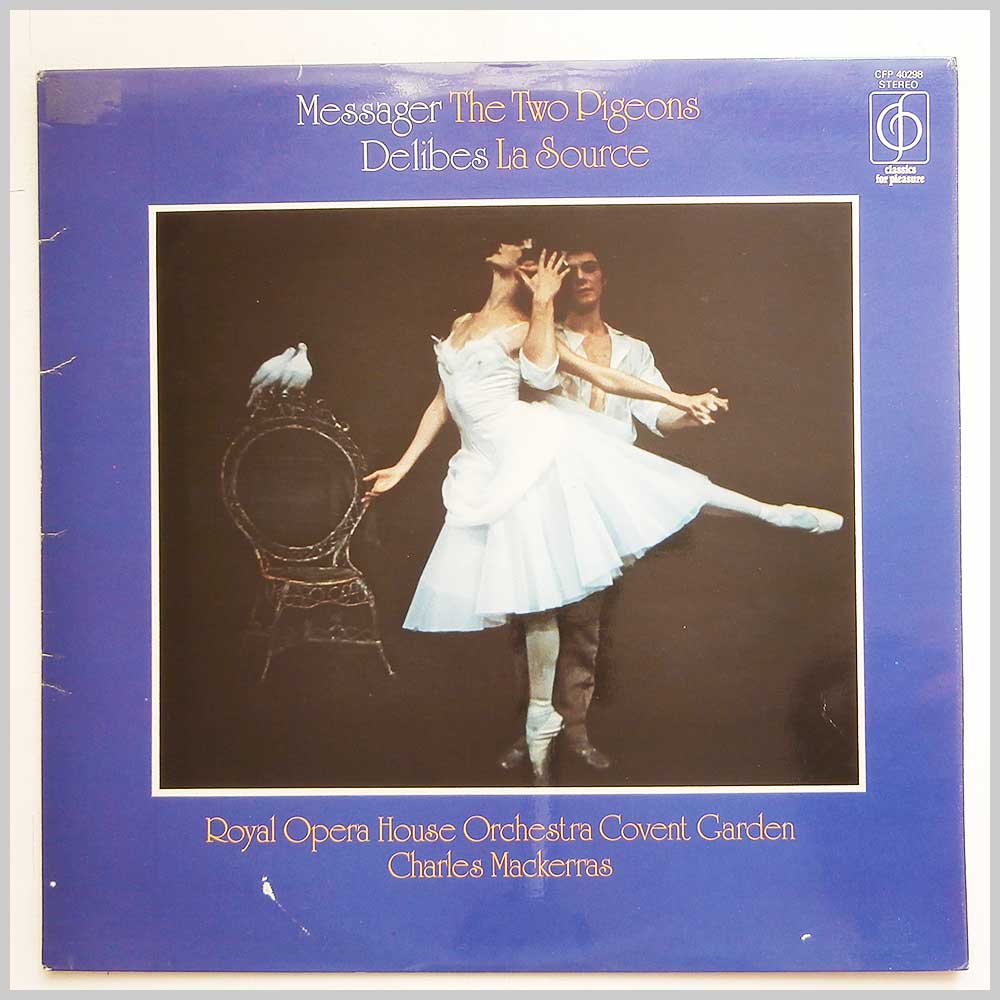 CFP 40298
STEREO
Messager The Two Pigeons
Delibes La Source
classics
for pleasure
Royal Opera House Orchestra Covent Garden
Charles Mackerras